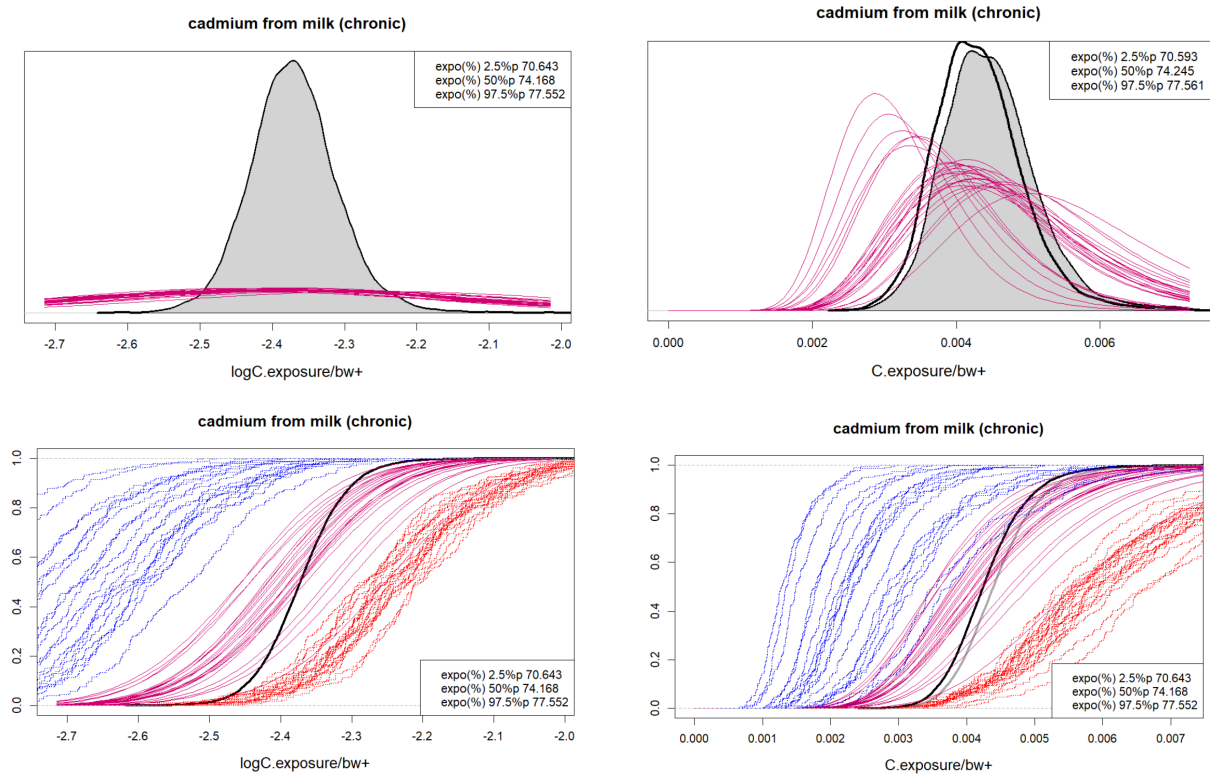 cadmium from milk (chronic)
expo(%) 2.5%p 70.643
expo(%) 50%p 74.168
expo(%) 97.5%p 77.552
-2.7 -2.6 -2.5 -2.4 -2.3 -2.2 -2.1 -2.0
logC.exposure/bw+
cadmium from milk (chronic)
expo(%) 2.5%p 70.593
expo(%) 50%p 74.245
expo(%) 97.5%p 77.561
0.000 0.002 0.004 0.006
C.exposure/bw+
cadmium from milk (chronic)
1.0
0.8
0.6
0.4
0.2
0.0
expo(%) 2.5%p 70.643
expo(%) 50%p 74.168
expo(%) 97.5%p 77.552
-2.7 -2.6 -2.5 -2.4 -2.3 -2.2 -2.1 -2.0
logC.exposure/bw+
cadmium from milk (chronic)
1.0
0.8
0.6
0.4
0.2
0.0
expo(%) 2.5%p 70.643
expo(%) 50%p 74.168
expo(%) 97.5%p 77.552
0.000 0.001 0.002 0.003 0.004 0.005 0.006 0.007
C.exposure/bw+